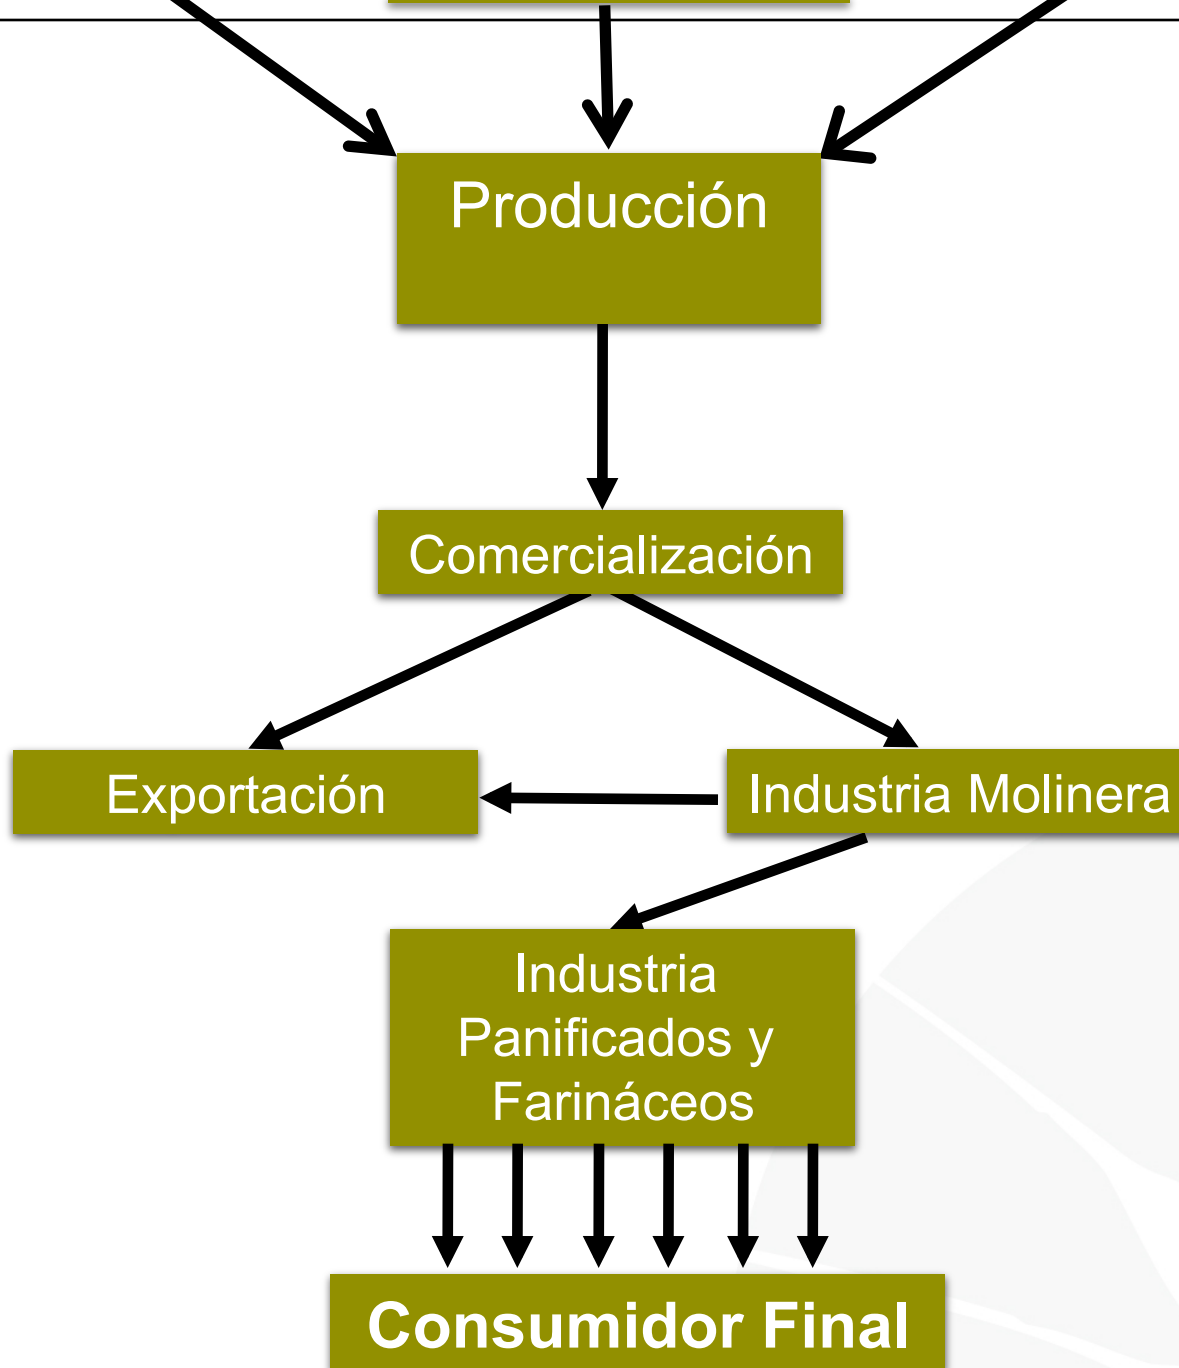 Producción
Comercialización
Exportación
Industria Molinera
Industria
Panificados y
Farináceos
Consumidor Final